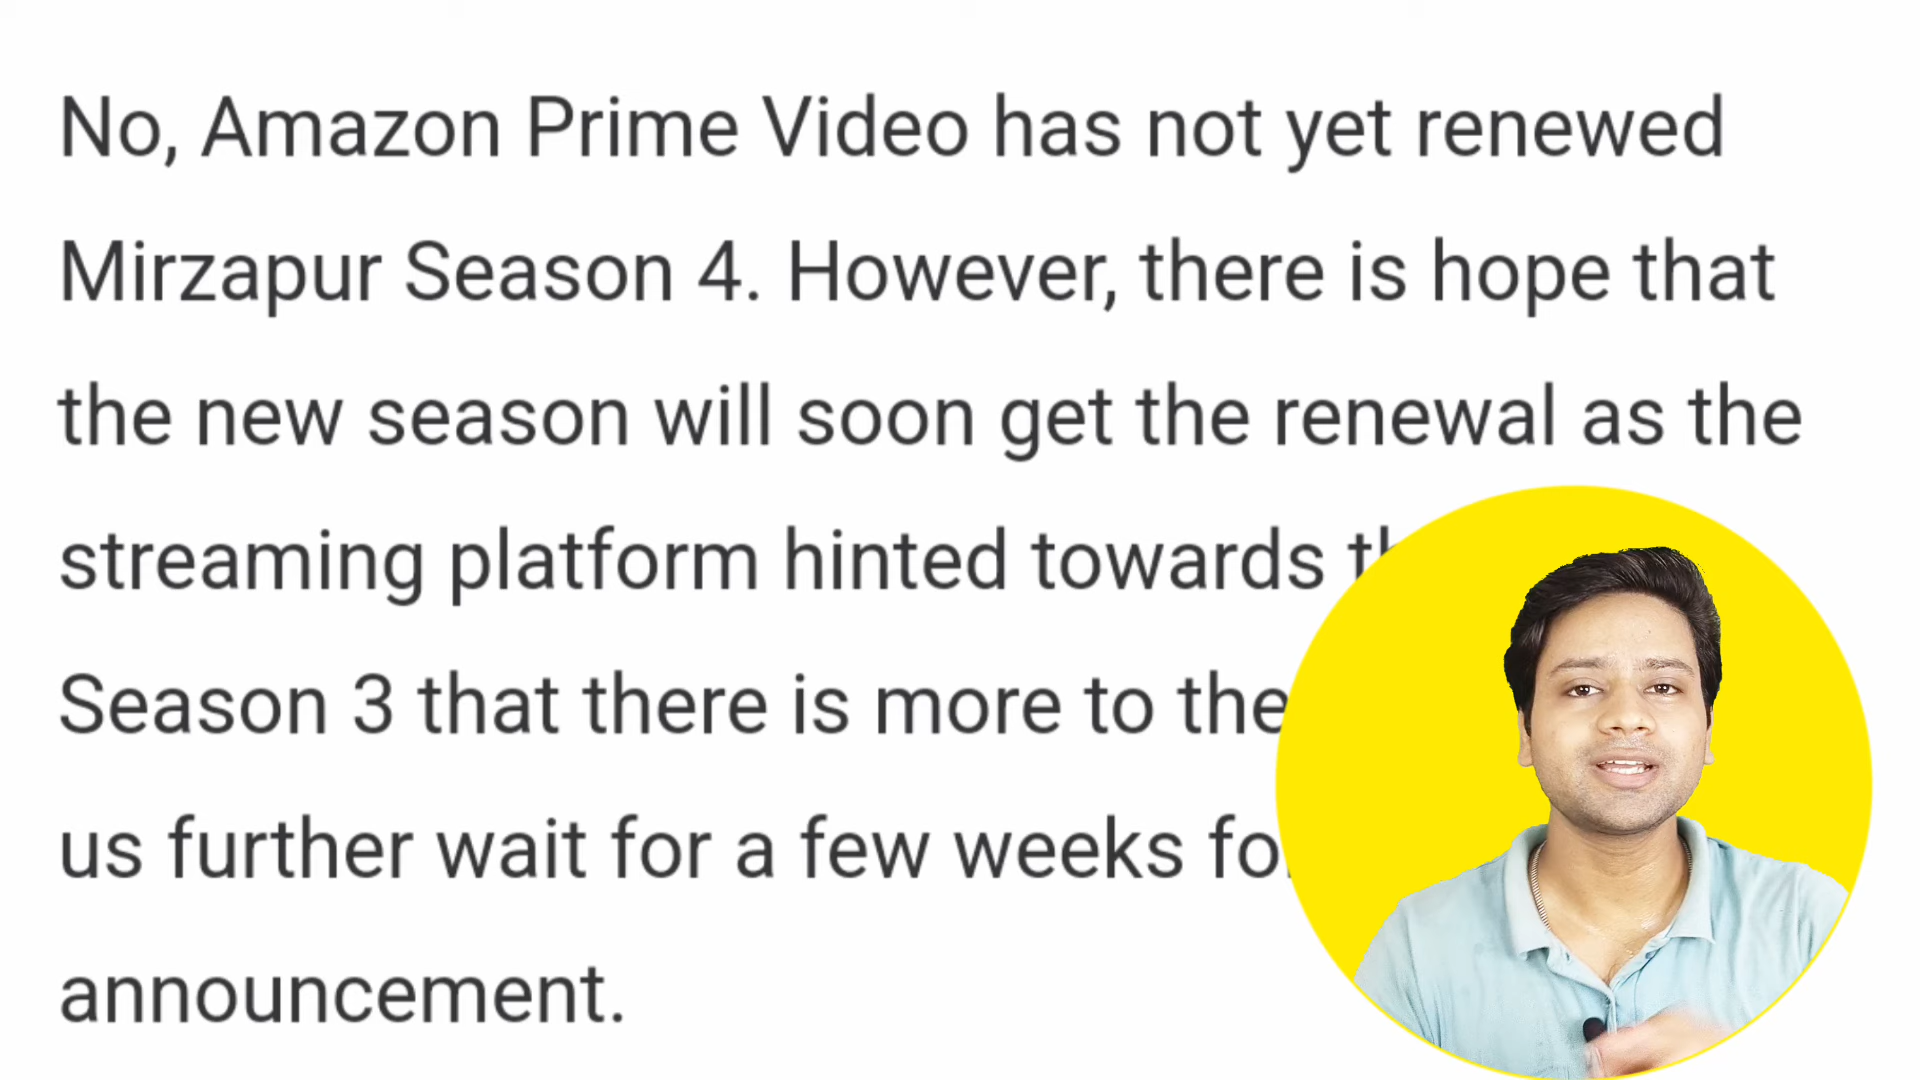 No, Amazon Prime Video has not yet renewed
Mirzapur Season 4. However, there is hope that
the new season will soon get the renewal as the
streaming platform hinted towards
Season 3 that there is more to the
us further wait for a few weeks
announcement.